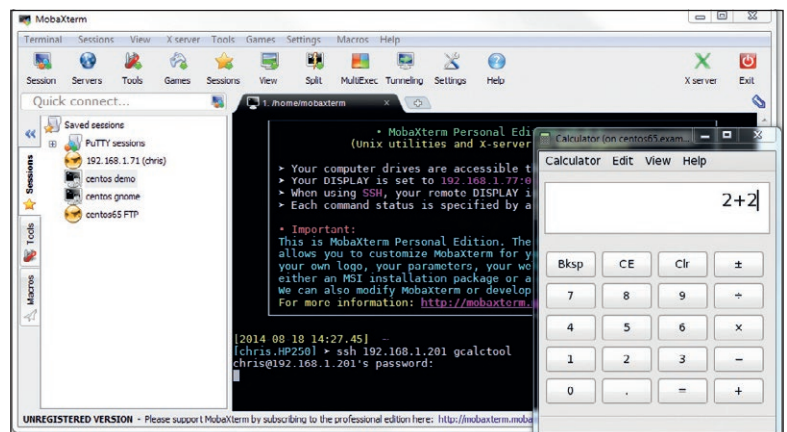 MobaXterm
Terminal Sessions View X server Tools Games Settings Macros Help
Session Servers Tools Games Sessions View Split MultiExec Tunneling Settings Help X server Exit
Quick connect...
1. /home/mobaxterm
Saved sessions
PuTTY sessions
192.168.1.71 (chris)
centos demo
centos gnome
centos65 FTP
Sessions
Tools
Macros
• MobaXterm Personal Edi
(Unix utilities and X-server
➤ Your computer drives are accessible t
➤ Your DISPLAY is set to 192.168.1.77:0
➤ When using SSH, your remote DISPLAY i
➤ Each command status is specified by a
• Important:
This is MobaXterm Personal Edition. The
allows you to customize MobaXterm for y
your own logo, your parameters, your we
either an MSI installation package or a
We can also modify MobaXterm or develop
For more information: http://mobaxterm.
[2014 08 18 14:27.45] ~
[chris.HP250] ➤ ssh 192.168.1.201 gcalctool
chris@192.168.1.201's password:
Calculator (on centos65.exam...
Calculator Edit View Help
2+2
Bksp CE Clr ±
7 8 9 ÷
4 5 6 ×
1 2 3 −
0 . = +
UNREGISTERED VERSION - Please support MobaXterm by subscribing to the professional edition here: http://mobaxterm.moba